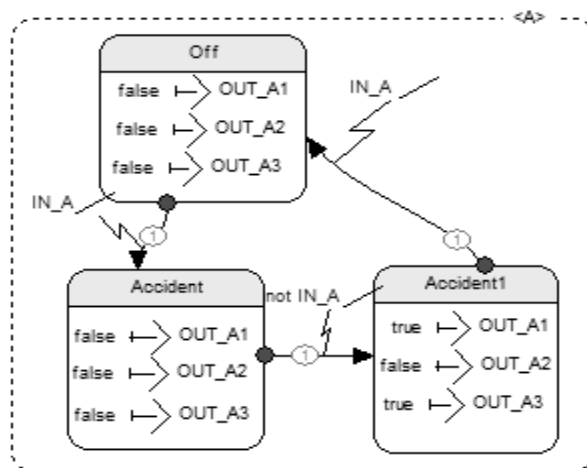 <A>
Off
false OUT_A1
false OUT_A2
false OUT_A3
IN_A
IN_A
1
1
Accident
false OUT_A1
false OUT_A2
false OUT_A3
not IN_A
1
Accident1
true OUT_A1
false OUT_A2
true OUT_A3